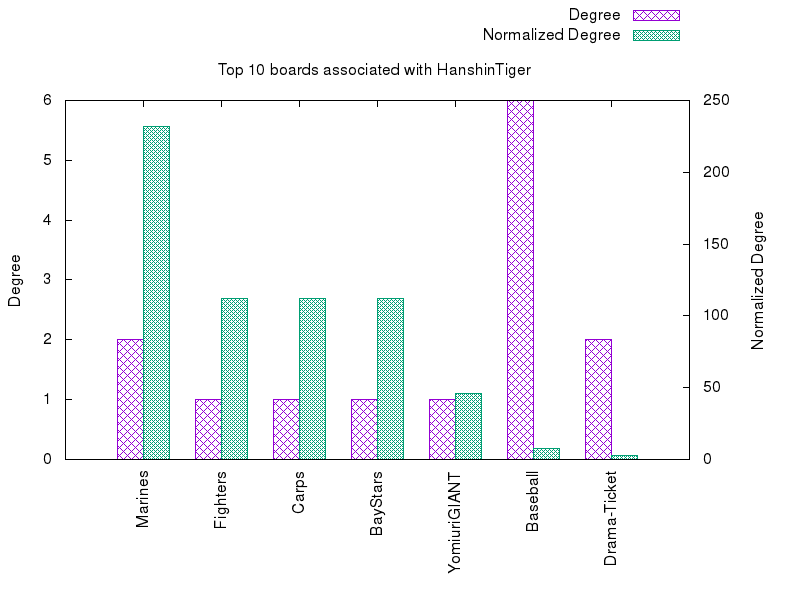 Degree
Normalized Degree
Top 10 boards associated with HanshinTiger
6
5
4
3
2
1
0
250
200
150
100
50
0
Degree
Normalized Degree
Marines
Fighters
Carps
BayStars
YomiuriGIANT
Baseball
Drama-Ticket